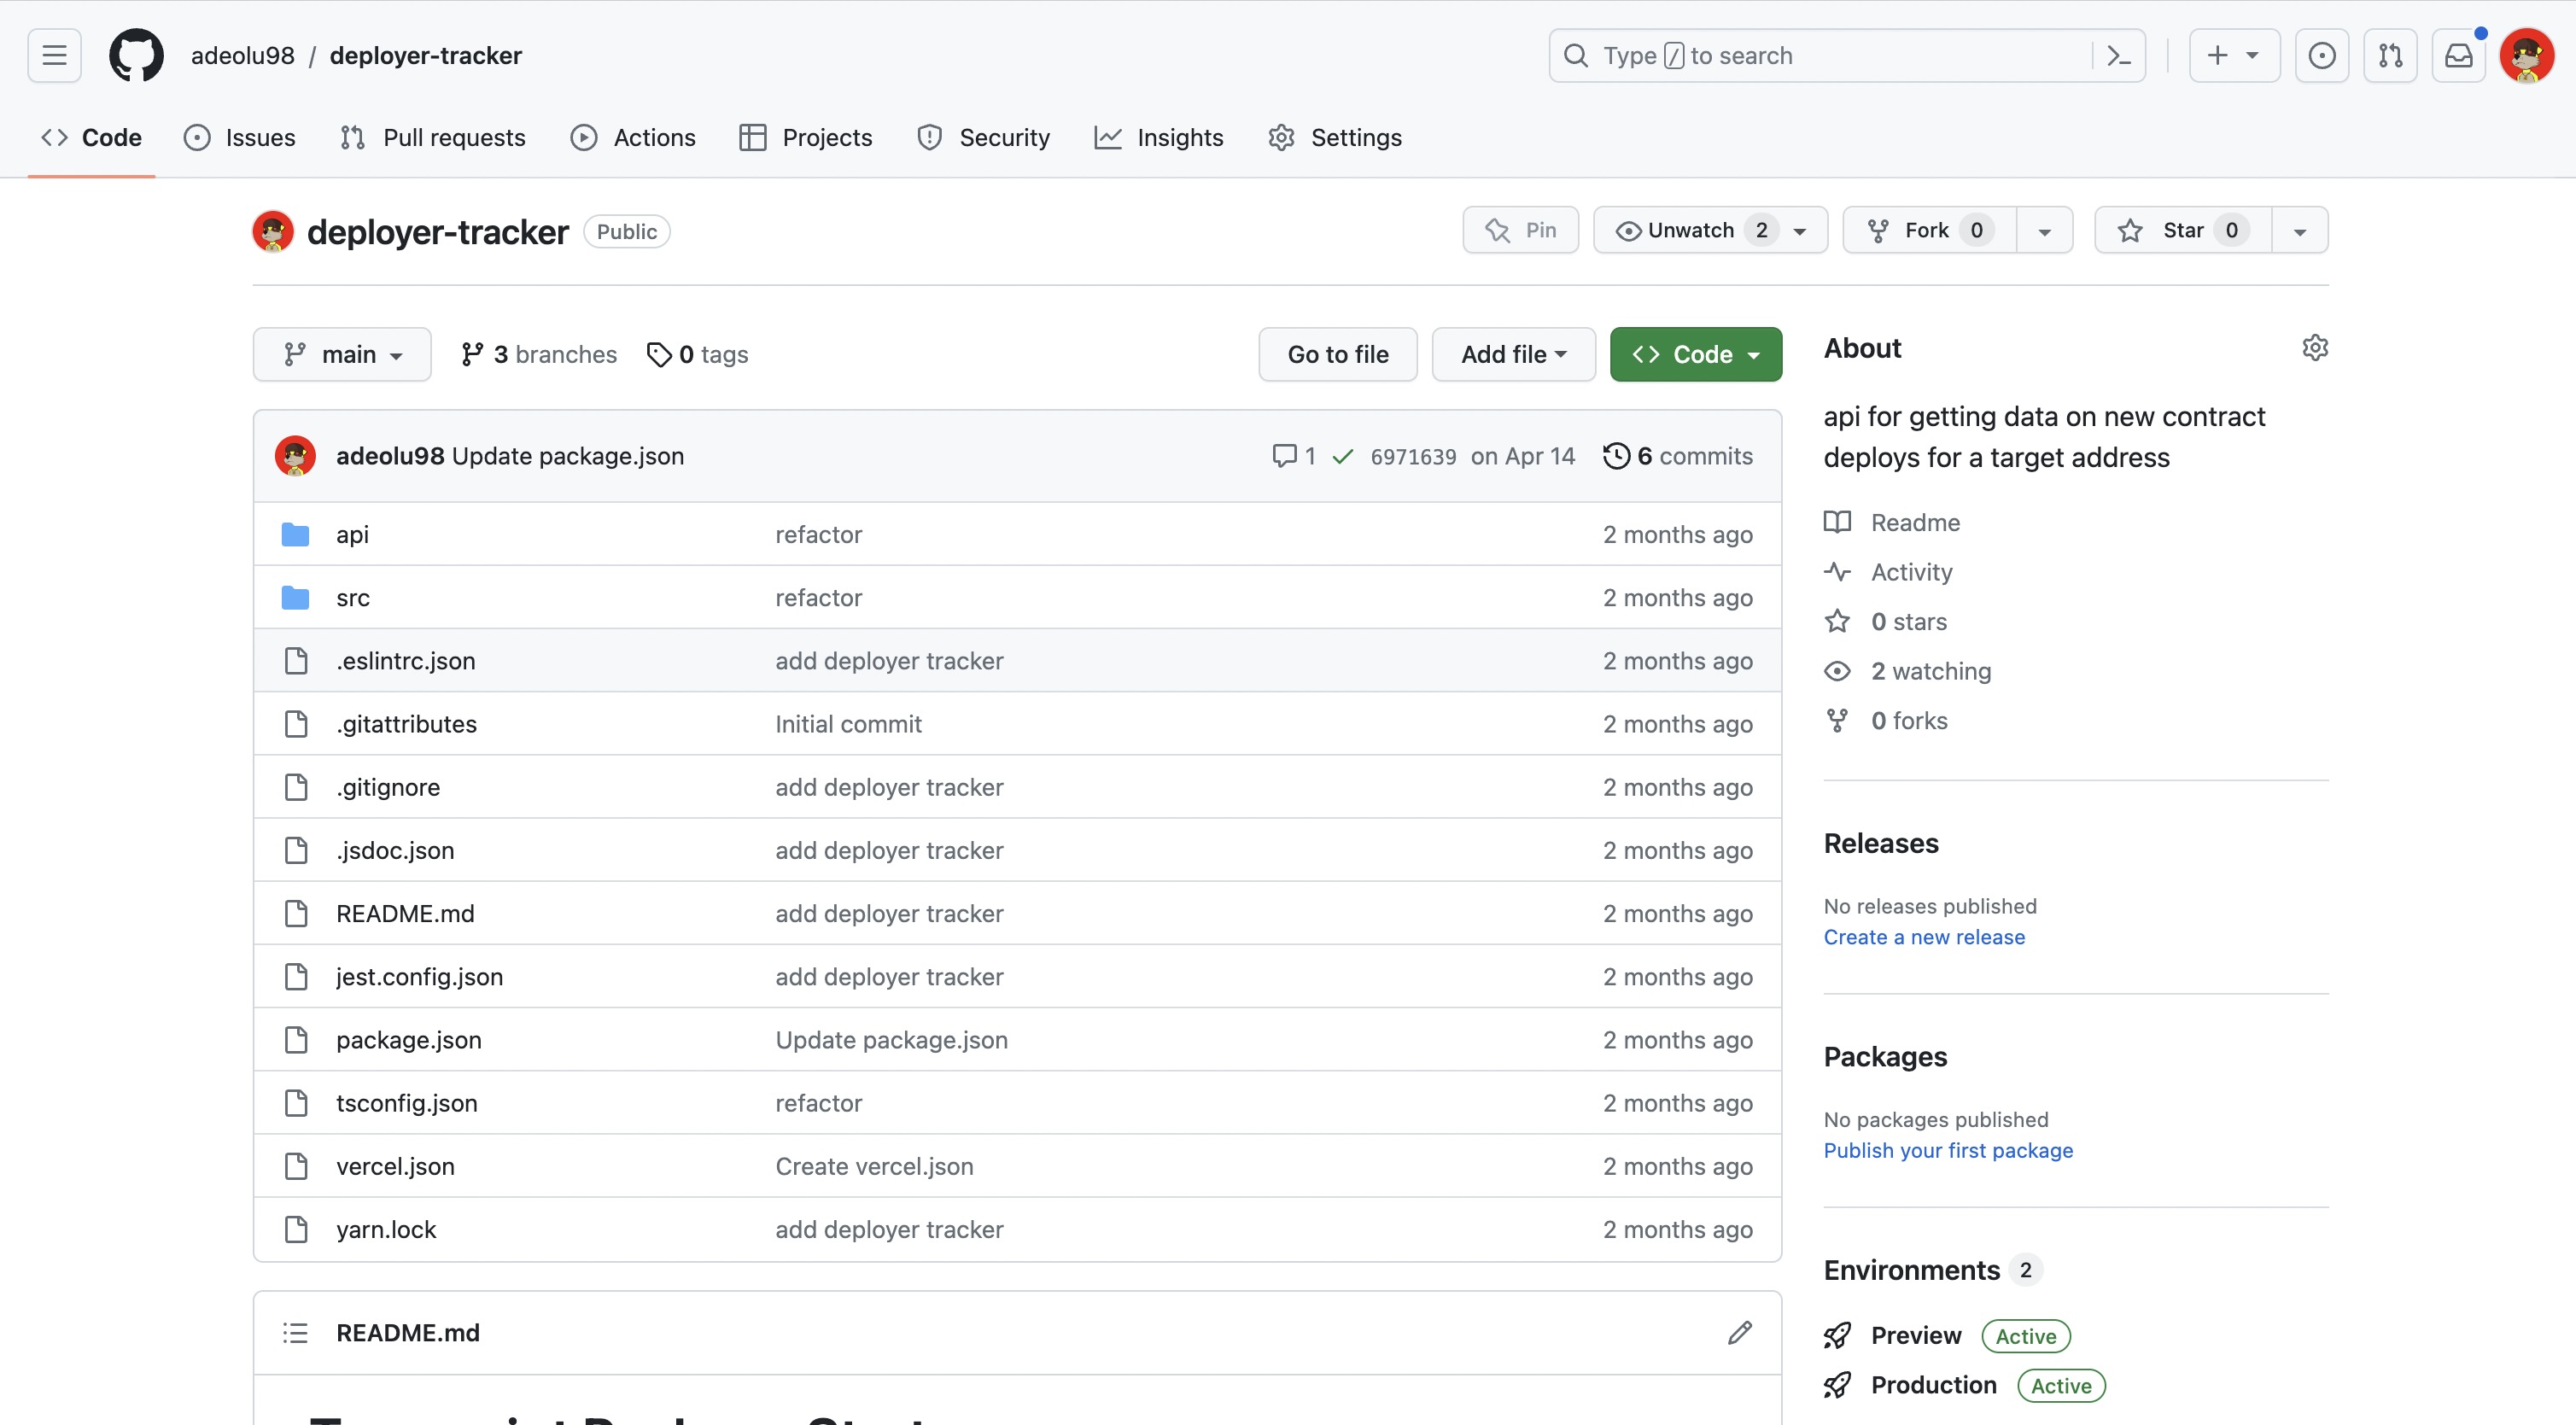 adeolu98 / deployer-tracker
Type / to search
Code Issues Pull requests Actions Projects Security Insights Settings
deployer-tracker Public
Pin Unwatch 2 Fork 0 Star 0
main 3 branches 0 tags Go to file Add file Code
adeolu98 Update package.json 1 6971639 on Apr 14 6 commits
api refactor 2 months ago
src refactor 2 months ago
.eslintrc.json add deployer tracker 2 months ago
.gitattributes Initial commit 2 months ago
.gitignore add deployer tracker 2 months ago
.jsdoc.json add deployer tracker 2 months ago
README.md add deployer tracker 2 months ago
jest.config.json add deployer tracker 2 months ago
package.json Update package.json 2 months ago
tsconfig.json refactor 2 months ago
vercel.json Create vercel.json 2 months ago
yarn.lock add deployer tracker 2 months ago
README.md
About
api for getting data on new contract
deploys for a target address
Readme
Activity
0 stars
2 watching
0 forks
Releases
No releases published
Create a new release
Packages
No packages published
Publish your first package
Environments 2
Preview Active
Production Active